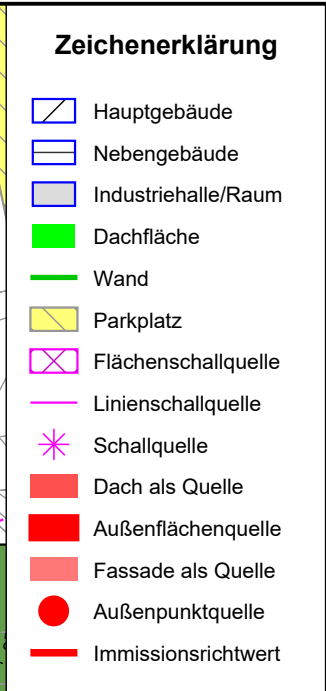 Zeichenerklärung
Hauptgebäude
Nebengebäude
Industriehalle/Raum
Dachfläche
Wand
Parkplatz
Flächenschallquelle
Linienschallquelle
Schallquelle
Dach als Quelle
Außenflächenquelle
Fassade als Quelle
Außenpunktquelle
Immissionsrichtwert